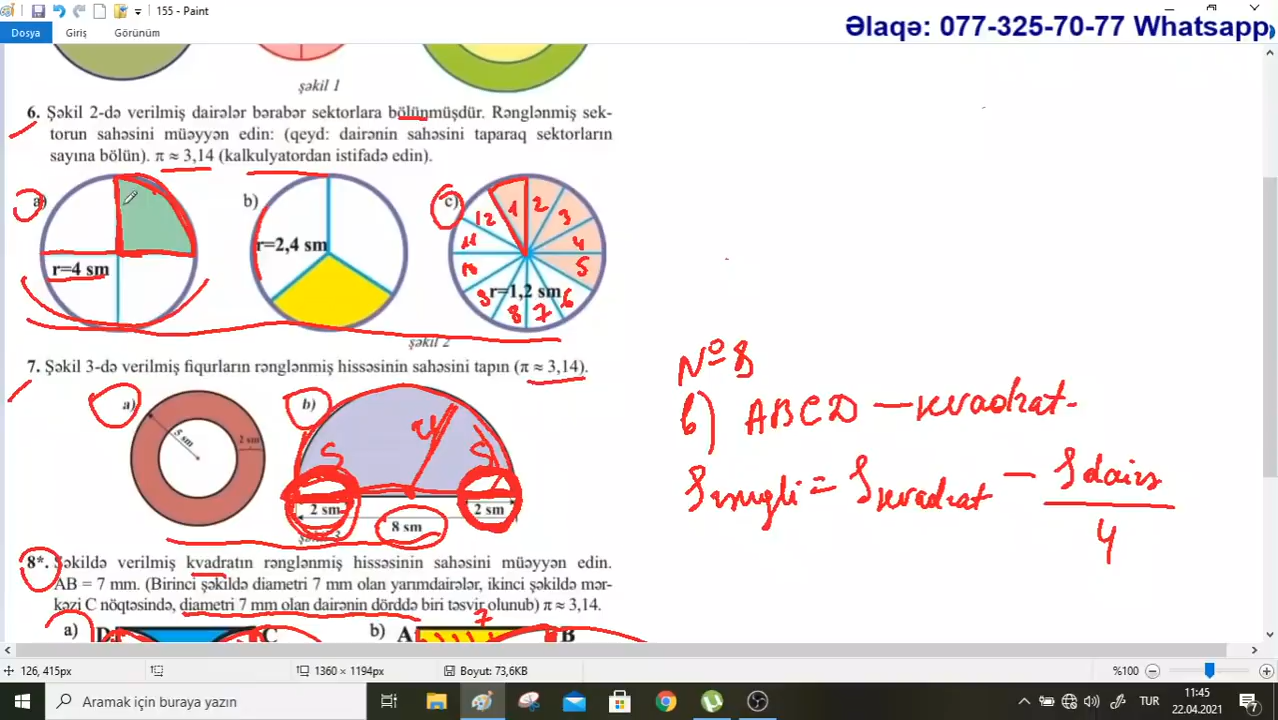 155 - Paint
Əlaqə: 077-325-70-77 Whatsapp
Dosya Giriş Görünüm
şəkil 1
6. Şəkil 2-də verilmiş dairələr bərabər sektorlara bölünmüşdür. Rənglənmiş sek-
torun sahəsini müəyyən edin: (qeyd: dairənin sahəsini taparaq sektorların
sayına bölün). π ≈ 3,14 (kalkulyatordan istifadə edin).
a) b) c)
r=4 sm r=2,4 sm r=1,2 sm
1 2 3 4 5 6 7 8 9 10 11 12
şəkil 2
7. Şəkil 3-də verilmiş fiqurların rənglənmiş hissəsinin sahəsini tapın (π ≈ 3,14).
a) 5 sm 2 sm
b) 2 sm 8 sm 2 sm
S 4 S
№ 8
b) ABCD – kvadrat
S rəngli = S kvadrat – S dairə
4
8*. Şəkildə verilmiş kvadratın rənglənmiş hissəsinin sahəsini müəyyən edin.
AB = 7 mm. (Birinci şəkildə diametri 7 mm olan yarımdairələr, ikinci şəkildə mər-
kəzi C nöqtəsində, diametri 7 mm olan dairənin dörddə biri təsvir olunub) π ≈ 3,14.
a) D C b) A 7 B
126, 415px 1360 × 1194px Boyut: 73,6KB %100
Aramak için buraya yazın TUR 11:45
22.04.2021 7